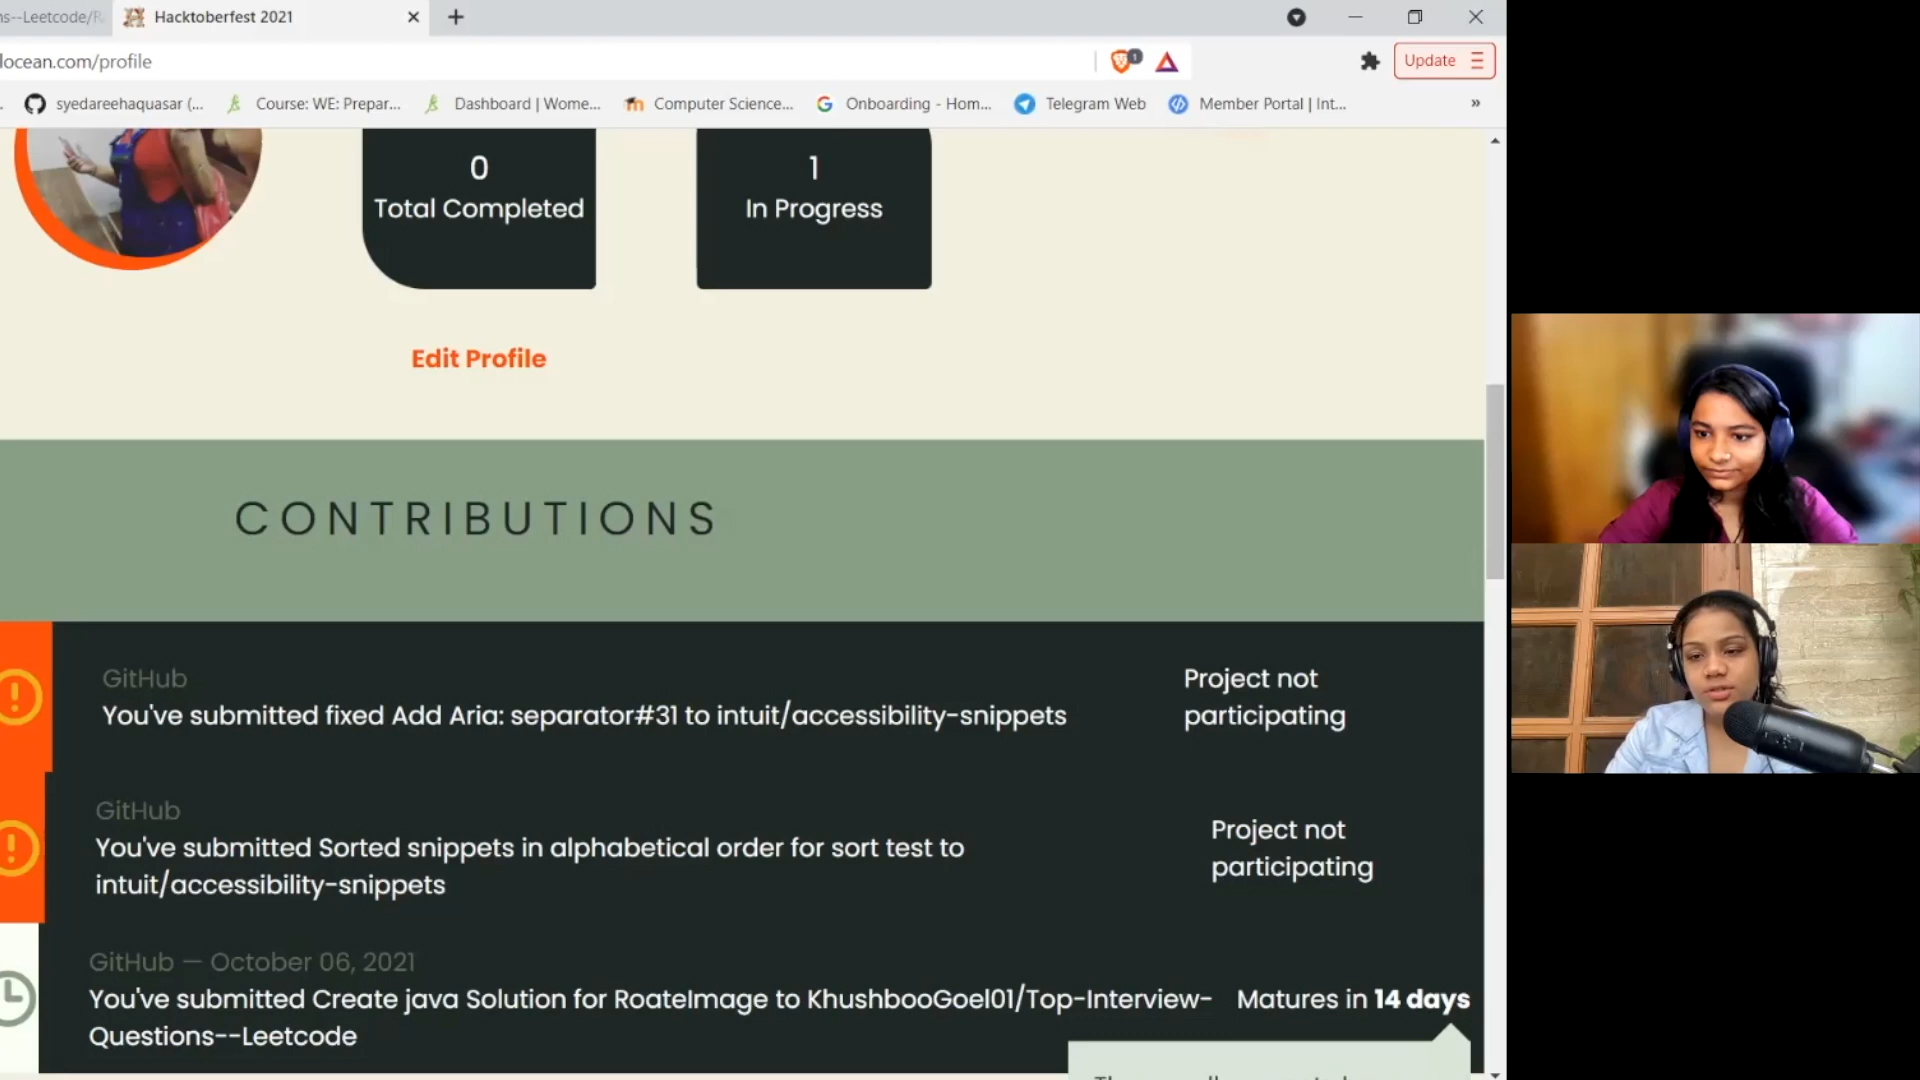 ns--Leetcode/R
Hacktoberfest 2021
locean.com/profile
1
Update
syedareehaquasar (...
Course: WE: Prepar...
Dashboard | Wome...
Computer Science...
Onboarding - Hom...
Telegram Web
Member Portal | Int...
»
0
Total Completed
1
In Progress
Edit Profile
CONTRIBUTIONS
GitHub
You've submitted fixed Add Aria: separator#31 to intuit/accessibility-snippets
Project not
participating
GitHub
You've submitted Sorted snippets in alphabetical order for sort test to
intuit/accessibility-snippets
Project not
participating
GitHub — October 06, 2021
You've submitted Create java Solution for RoateImage to KhushbooGoel01/Top-Interview-
Questions--Leetcode
Matures in 14 days